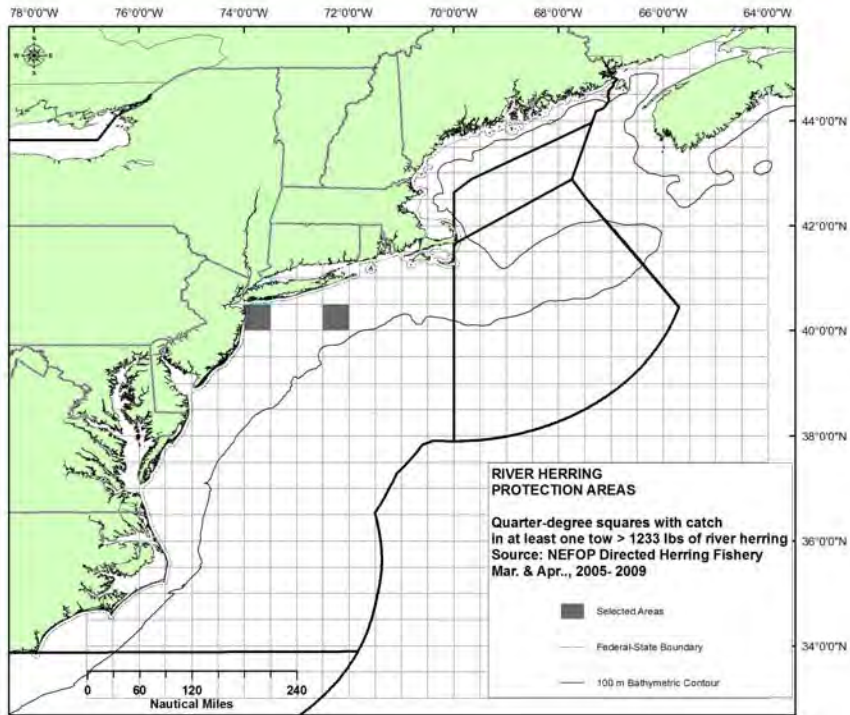 78°0'0"W 76°0'0"W 74°0'0"W 72°0'0"W 70°0'0"W 68°0'0"W 66°0'0"W 64°0'0"W
N
W E
S
44°0'0"N
42°0'0"N
40°0'0"N
38°0'0"N
36°0'0"N
34°0'0"N
RIVER HERRING
PROTECTION AREAS
Quarter-degree squares with catch
in at least one tow > 1233 lbs of river herring
Source: NEFOP Directed Herring Fishery
Mar. & Apr.., 2005- 2009
Selected Areas
Federal-State Boundary
100 m Bathymetric Contour
0 60 120 240
Nautical Miles